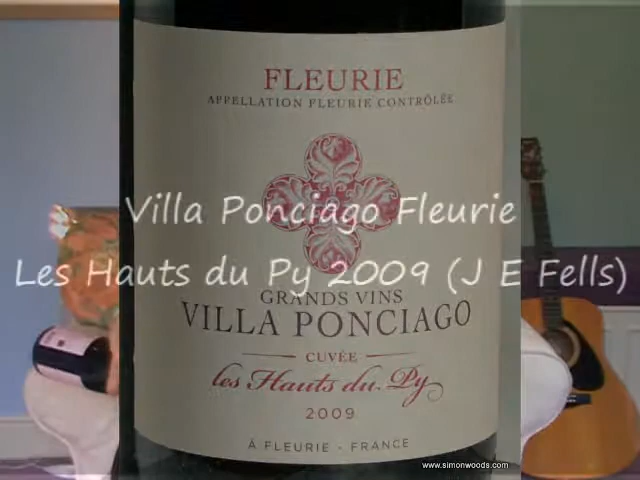 FLEURIE
APPELLATION FLEURIE CONTRÔLÉE
Villa Ponciago Fleurie
Les Hauts du Py 2009 (J E Fells)
GRANDS VINS
VILLA PONCIAGO
CUVÉE
les Hauts du Py
2009
À FLEURIE - FRANCE
www.simonwoods.com